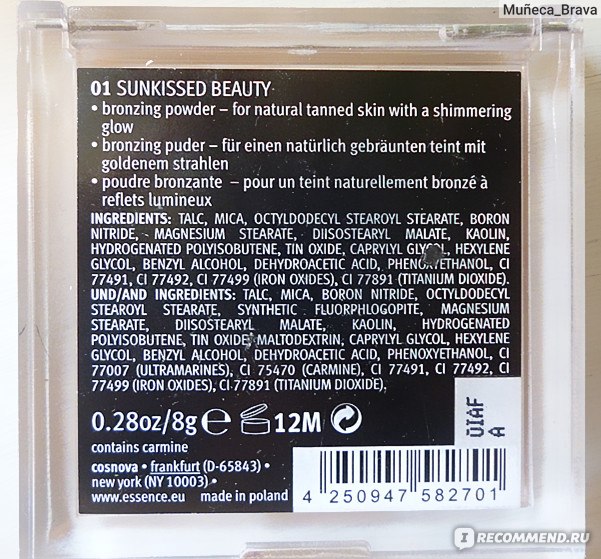 Muñeca_Brava
01 SUNKISSED BEAUTY
• bronzing powder – for natural tanned skin with a shimmering
glow
• bronzing puder – für einen natürlich gebräunten teint mit
goldenem strahlen
• poudre bronzante – pour un teint naturellement bronzé à
reflets lumineux
INGREDIENTS: TALC, MICA, OCTYLDODECYL STEAROYL STEARATE, BORON
NITRIDE, MAGNESIUM STEARATE, DIISOSTEARYL MALATE, KAOLIN,
HYDROGENATED POLYISOBUTENE, TIN OXIDE, CAPRYLYL GLYCOL, HEXYLENE
GLYCOL, BENZYL ALCOHOL, DEHYDROACETIC ACID, PHENOXYETHANOL, CI
77491, CI 77492, CI 77499 (IRON OXIDES), CI 77891 (TITANIUM DIOXIDE).
UND/AND INGREDIENTS: TALC, MICA, BORON NITRIDE, OCTYLDODECYL
STEAROYL STEARATE, SYNTHETIC FLUORPHLOGOPITE, MAGNESIUM
STEARATE, DIISOSTEARYL MALATE, KAOLIN, HYDROGENATED
POLYISOBUTENE, TIN OXIDE, MALTODEXTRIN, CAPRYLYL GLYCOL, HEXYLENE
GLYCOL, BENZYL ALCOHOL, DEHYDROACETIC ACID, PHENOXYETHANOL, CI
77007 (ULTRAMARINES), CI 75470 (CARMINE), CI 77491, CI 77492, CI
77499 (IRON OXIDES), CI 77891 (TITANIUM DIOXIDE).
0.28oz/8g e 12M
UIAF
A
contains carmine
cosnova • frankfurt (D-65843) •
new york (NY 10003) •
www.essence.eu made in poland
4 250947 582701
I RECOMMEND.RU